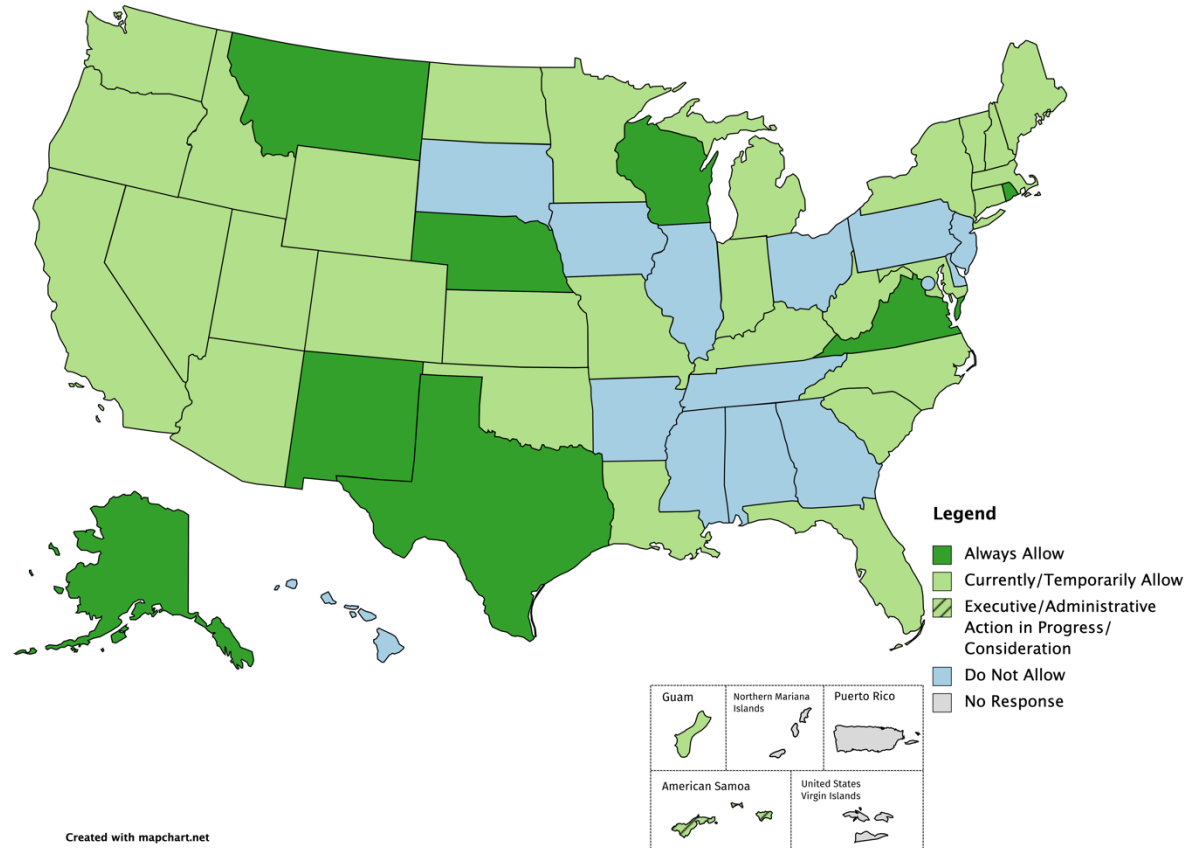 Legend
Always Allow
Currently/Temporarily Allow
Executive/Administrative
Action in Progress/
Consideration
Do Not Allow
No Response
Guam
Northern Mariana
Islands
Puerto Rico
American Samoa
United States
Virgin Islands
Created with mapchart.net